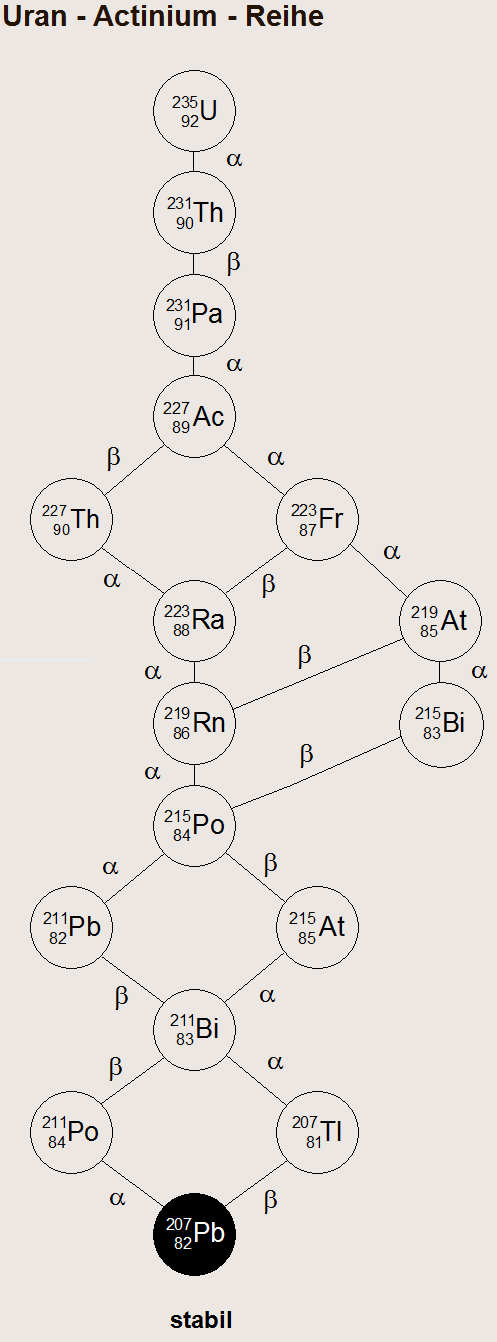 Uran - Actinium - Reihe
235
92U
α
231
90Th
β
231
91Pa
α
227
89Ac
β α
227
90Th
223
87Fr
α β α
223
88Ra
219
85At
α β α
219
86Rn
215
83Bi
α β
215
84Po
α β
211
82Pb
215
85At
β α
211
83Bi
β α
211
84Po
207
81Tl
α β
207
82Pb
stabil